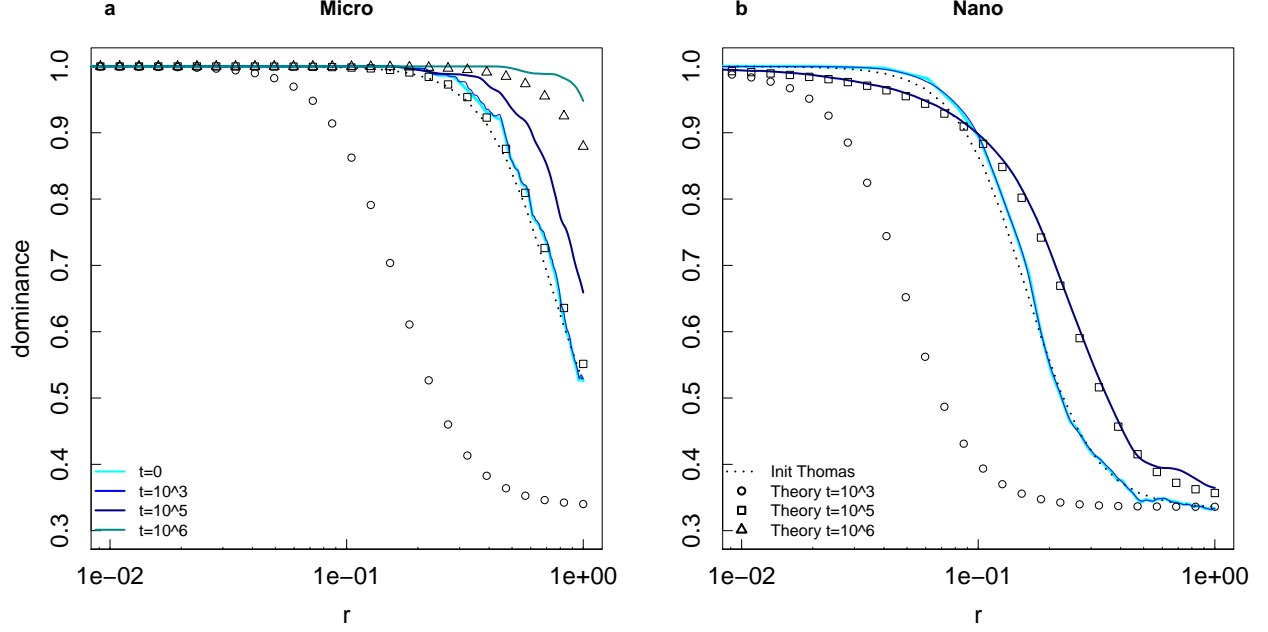 a Micro
dominance
1.0
0.9
0.8
0.7
0.6
0.5
0.4
0.3
t=0
t=10^3
t=10^5
t=10^6
1e−02 1e−01 1e+00
r
b Nano
1.0
0.9
0.8
0.7
0.6
0.5
0.4
0.3
Init Thomas
Theory t=10^3
Theory t=10^5
Theory t=10^6
1e−02 1e−01 1e+00
r